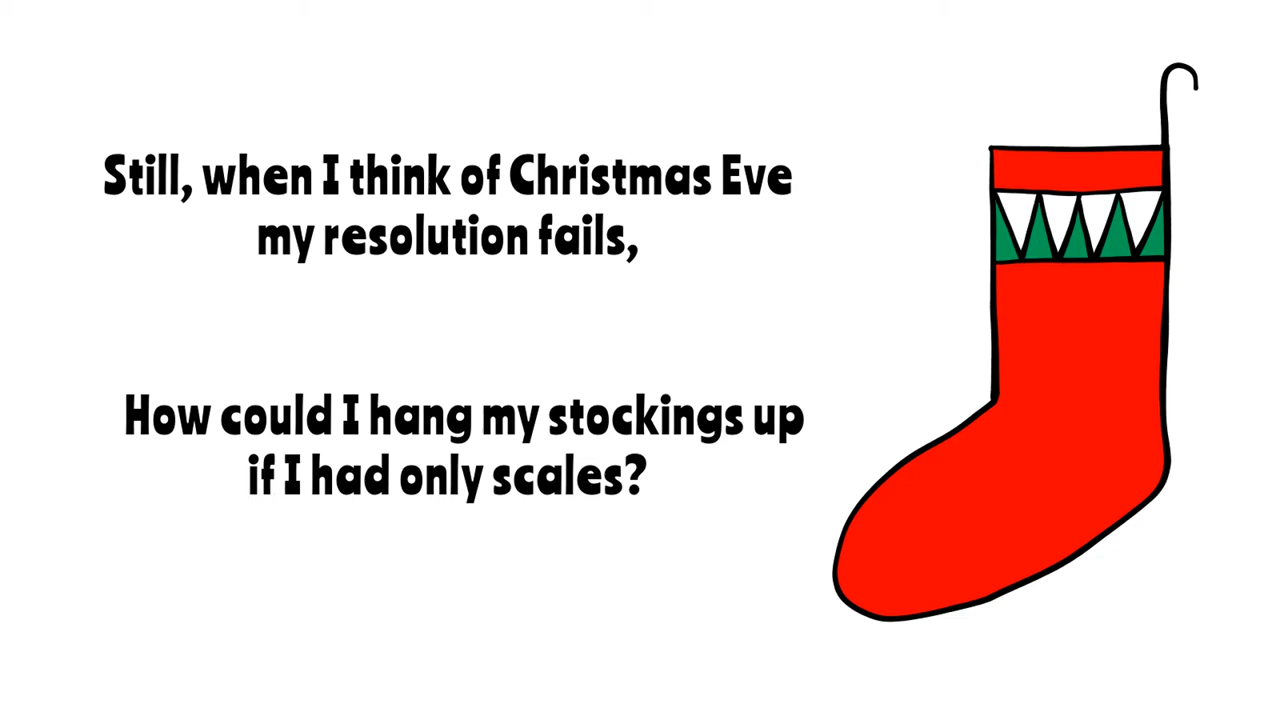 Still, when I think of Christmas Eve
my resolution fails,
How could I hang my stockings up
if I had only scales?